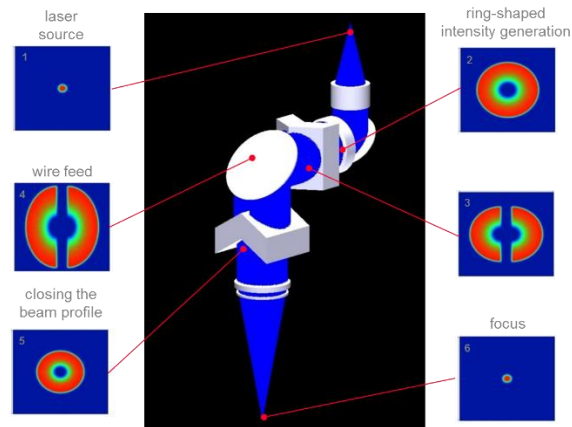 laser
source
1
ring-shaped
intensity generation
2
wire feed
4
3
closing the
beam profile
5
focus
6